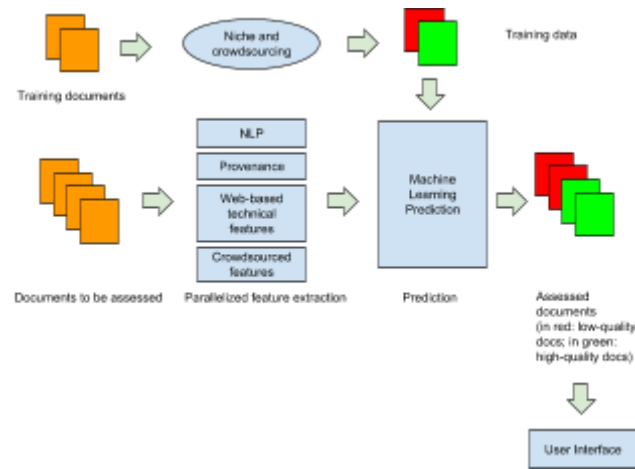 Niche and
crowdsourcing
Training data
Training documents
NLP
Provenance
Web-based
technical
features
Crowdsourced
features
Machine
Learning
Prediction
Documents to be assessed
Parallelized feature extraction
Prediction
Assessed
documents
(in red: low-quality
docs; in green:
high-quality docs)
User Interface